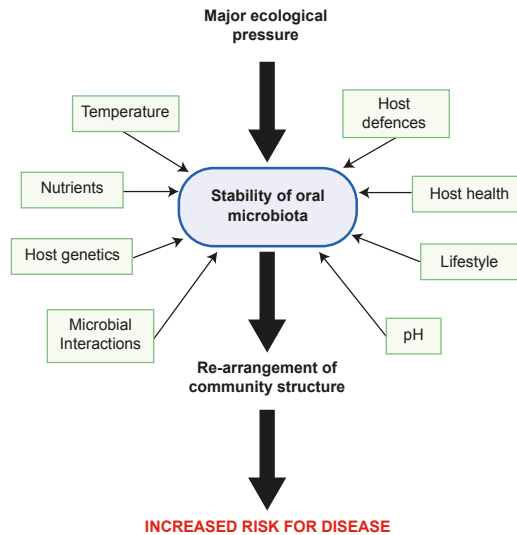 Major ecological
pressure
Temperature
Host
defences
Nutrients
Stability of oral
microbiota
Host health
Host genetics
Lifestyle
Microbial
Interactions
pH
Re-arrangement of
community structure
INCREASED RISK FOR DISEASE